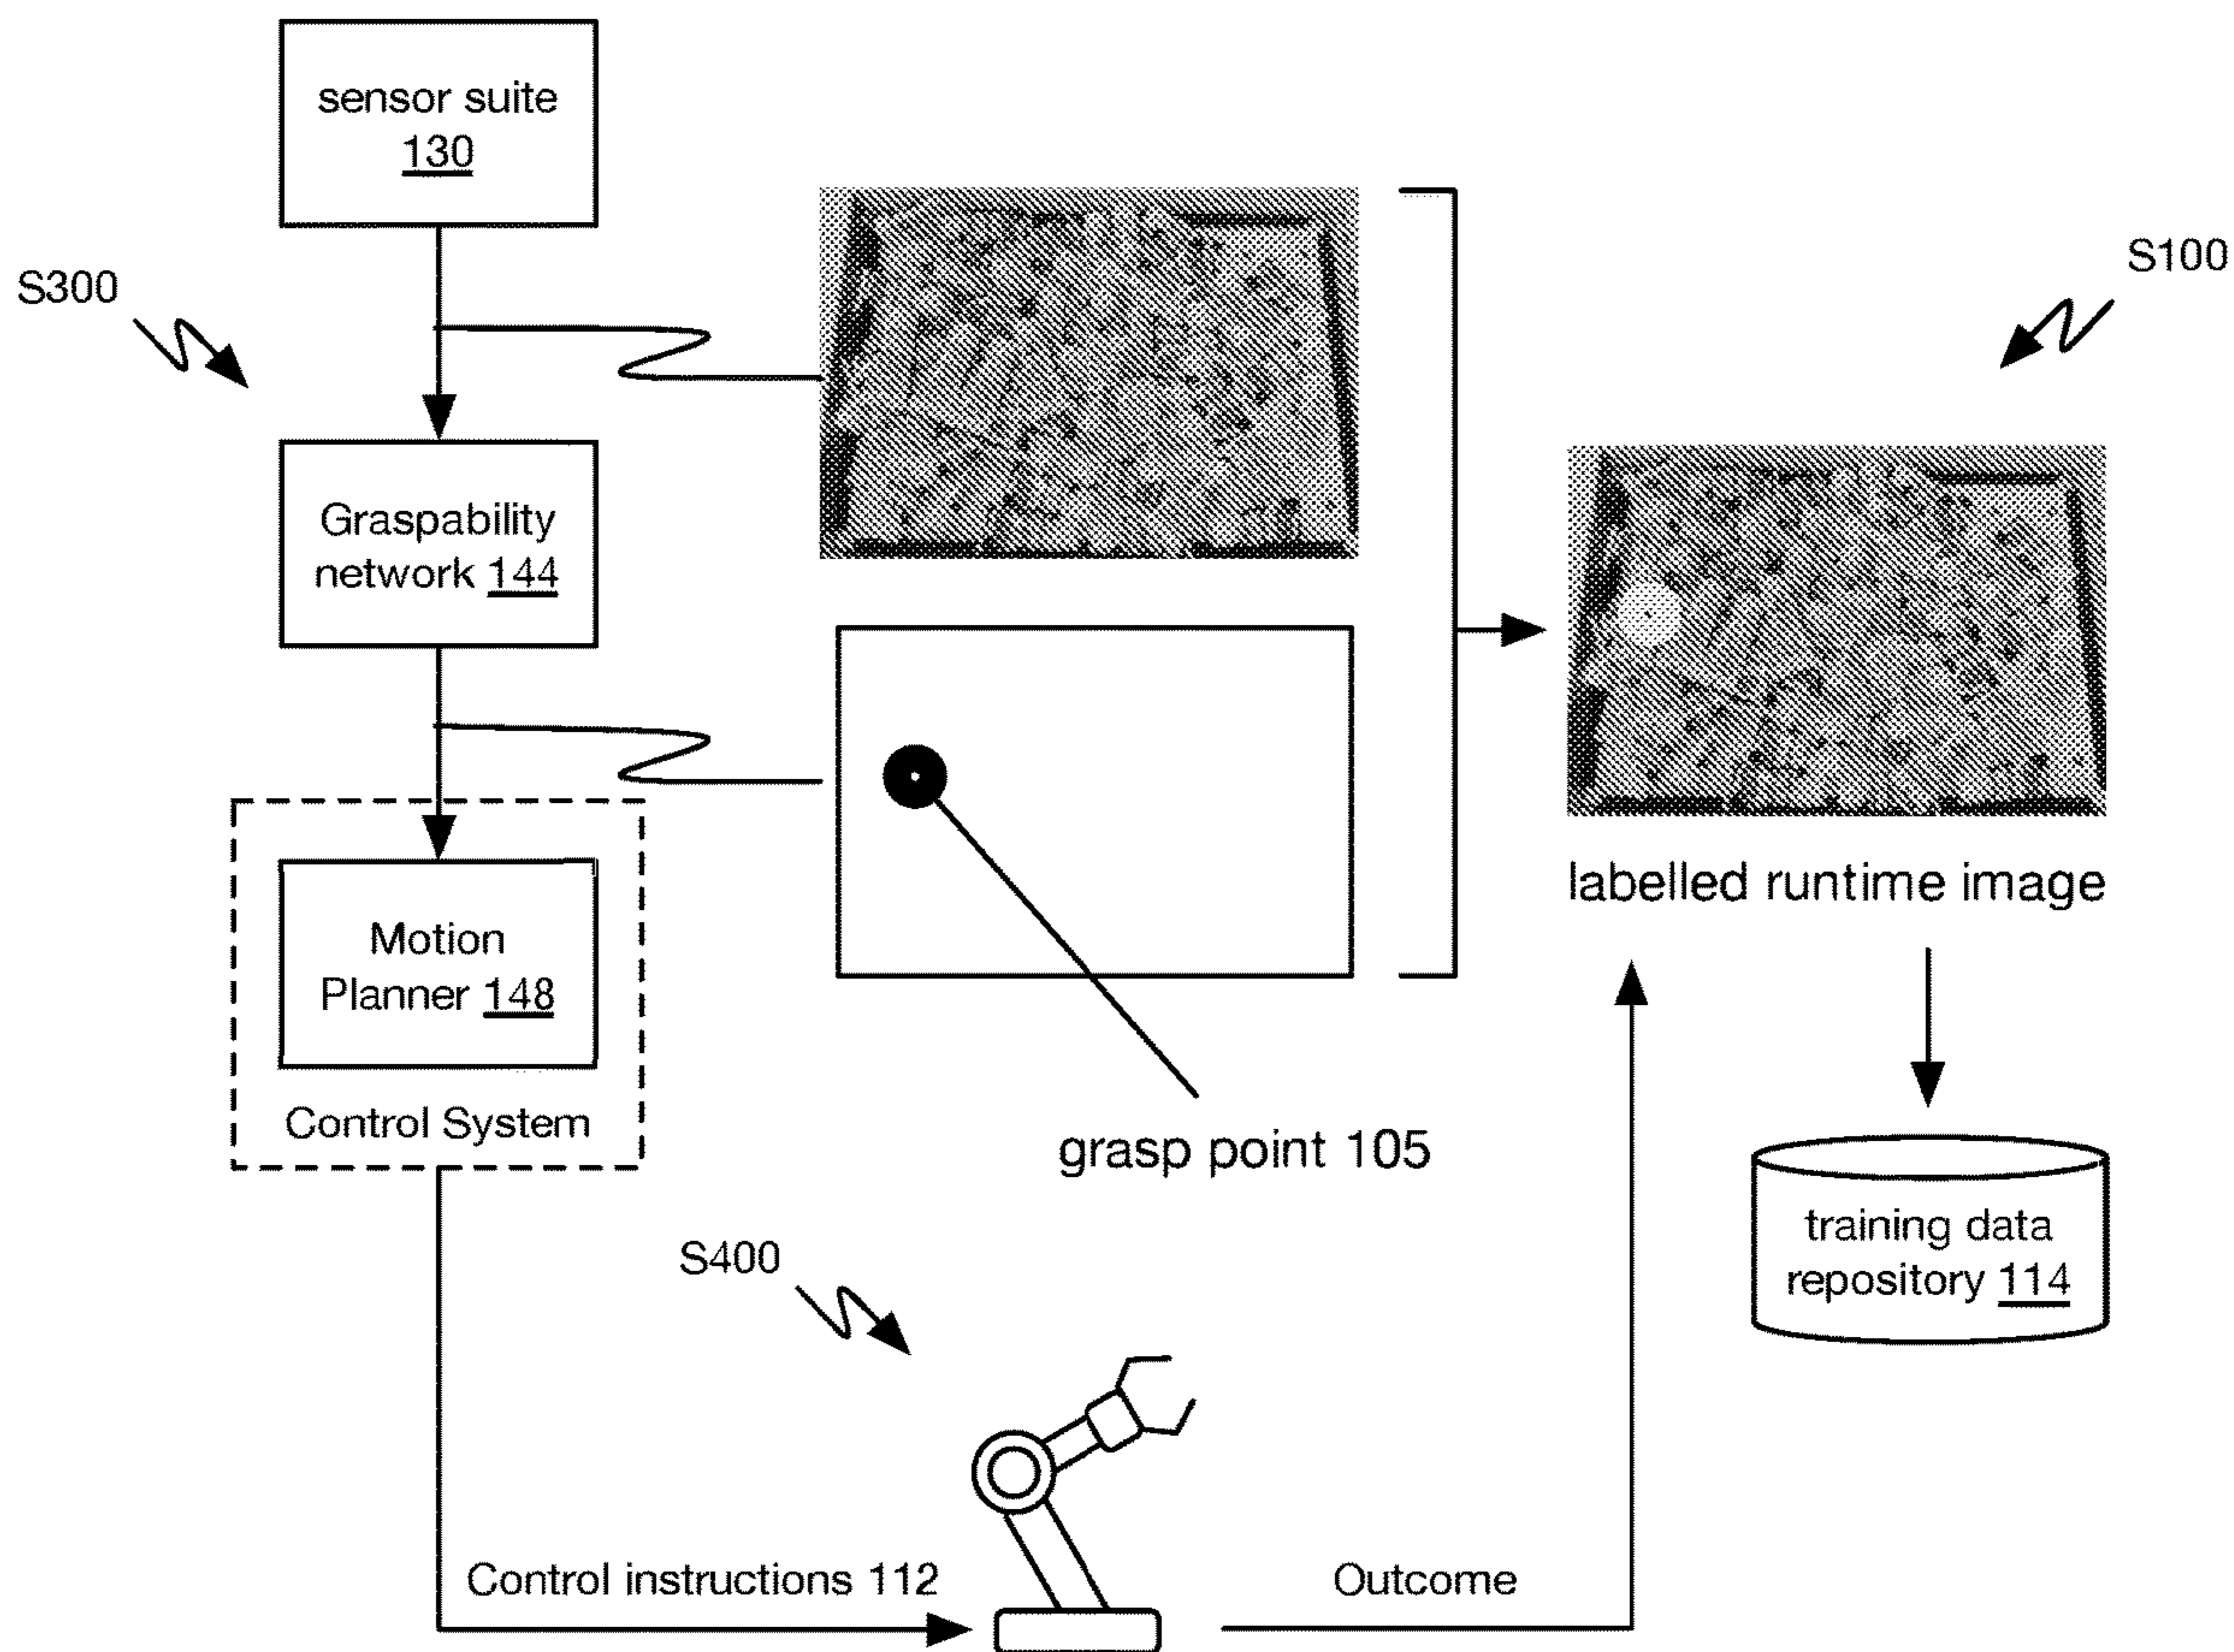 sensor suite
130
S300
S100
Graspability
network 144
labelled runtime image
Motion
Planner 148
Control System
grasp point 105
training data
repository 114
S400
Control instructions 112
Outcome